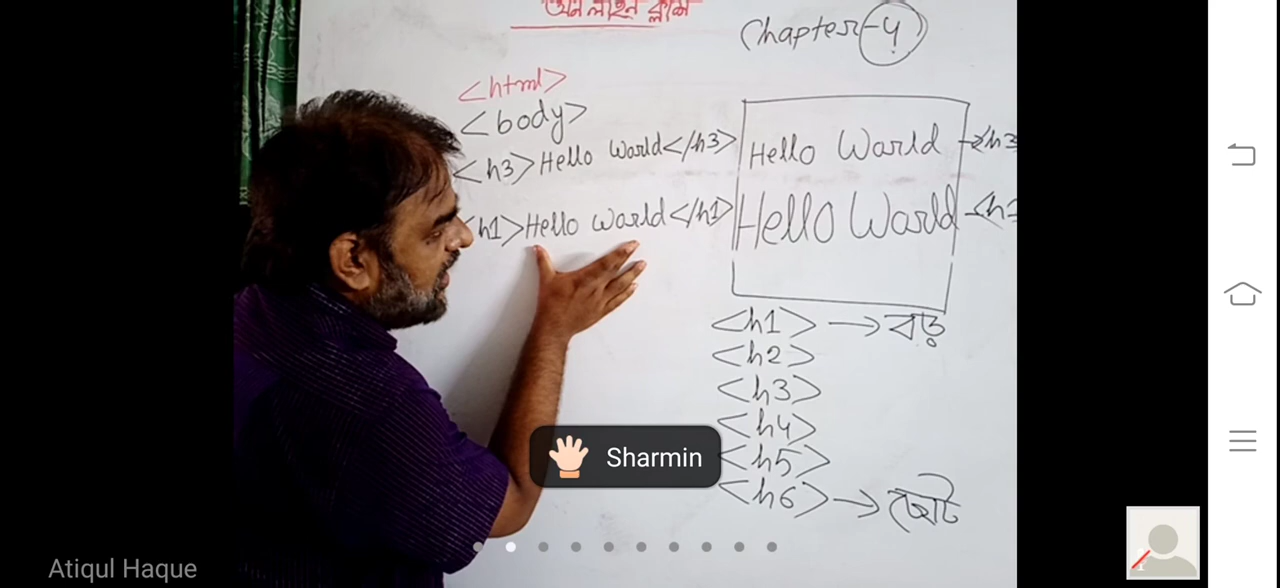 অনলাইন ক্লাস
Chapter-4
<html>
<body>
<h3>Hello World</h3>
<h1>Hello World</h1>
Hello World <h3
Hello World <h
<h1> → বড়
<h2>
<h3>
<h4>
<h5>
<h6> → ছোট
Sharmin
Atiqul Haque